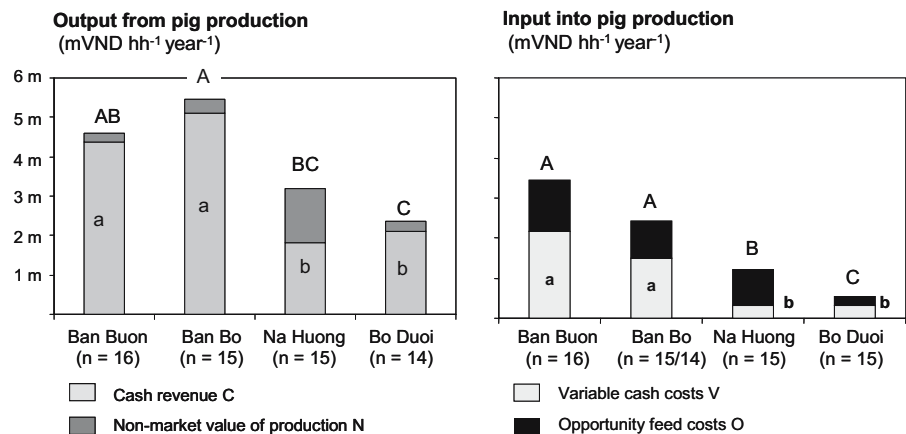 Output from pig production
(mVND hh-1 year-1)
6 m
5 m
4 m
3 m
2 m
1 m
AB
A
BC
C
a
a
b
b
Ban Buon
(n = 16)
Ban Bo
(n = 15)
Na Huong
(n = 15)
Bo Duoi
(n = 14)
Cash revenue C
Non-market value of production N
Input into pig production
(mVND hh-1 year-1)
A
A
B
C
a
a
b
b
Ban Buon
(n = 16)
Ban Bo
(n = 15/14)
Na Huong
(n = 15)
Bo Duoi
(n = 15)
Variable cash costs V
Opportunity feed costs O